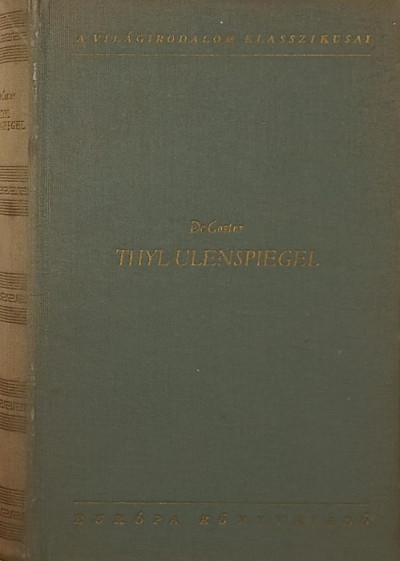 A VILÁGIRODALOM KLASSZIKUSAI
De Coster
THYL ULENSPIEGEL
EURÓPA KÖNYVKIADÓ